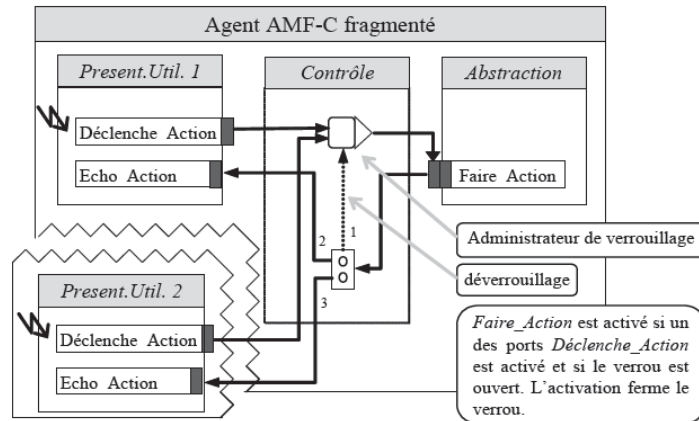 Agent AMF-C fragmenté
Present.Util. 1
Contrôle
Abstraction
Déclenche Action
Echo Action
Faire Action
1
2
3
Administrateur de verrouillage
déverrouillage
Present.Util. 2
Déclenche Action
Echo Action
Faire_Action est activé si un
des ports Déclenche_Action
est activé et si le verrou est
ouvert. L'activation ferme le
verrou.